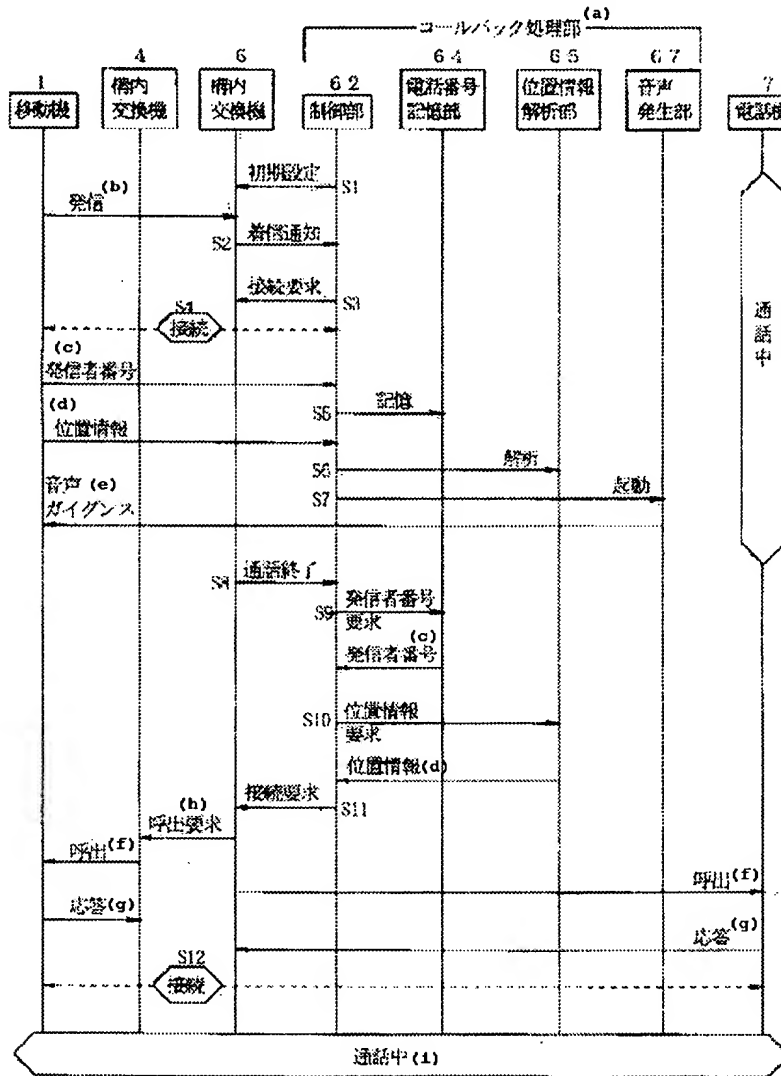 コールバック処理部(a)
1 4 6 62 64 65 67 7
移動機
構内
交換機
構内
交換機
制御部
電話番号
記憶部
位置情報
解析部
音声
発生部
電話機
初期設定 S1
発信(b)
S2 着信通知
接続要求 S3
S4
接続
通話中
(c)
発信者番号
S5 記憶
(d)
位置情報
S6 解析
S7 起動
音声(e)
ガイダンス
S8 通話終了
S9 発信者番号
要求
(c)
発信者番号
S10 位置情報
要求
位置情報(d)
接続要求 S11
(h)
呼出要求
呼出(f)
呼出(f)
応答(g)
応答(g)
S12
接続
通話中(i)